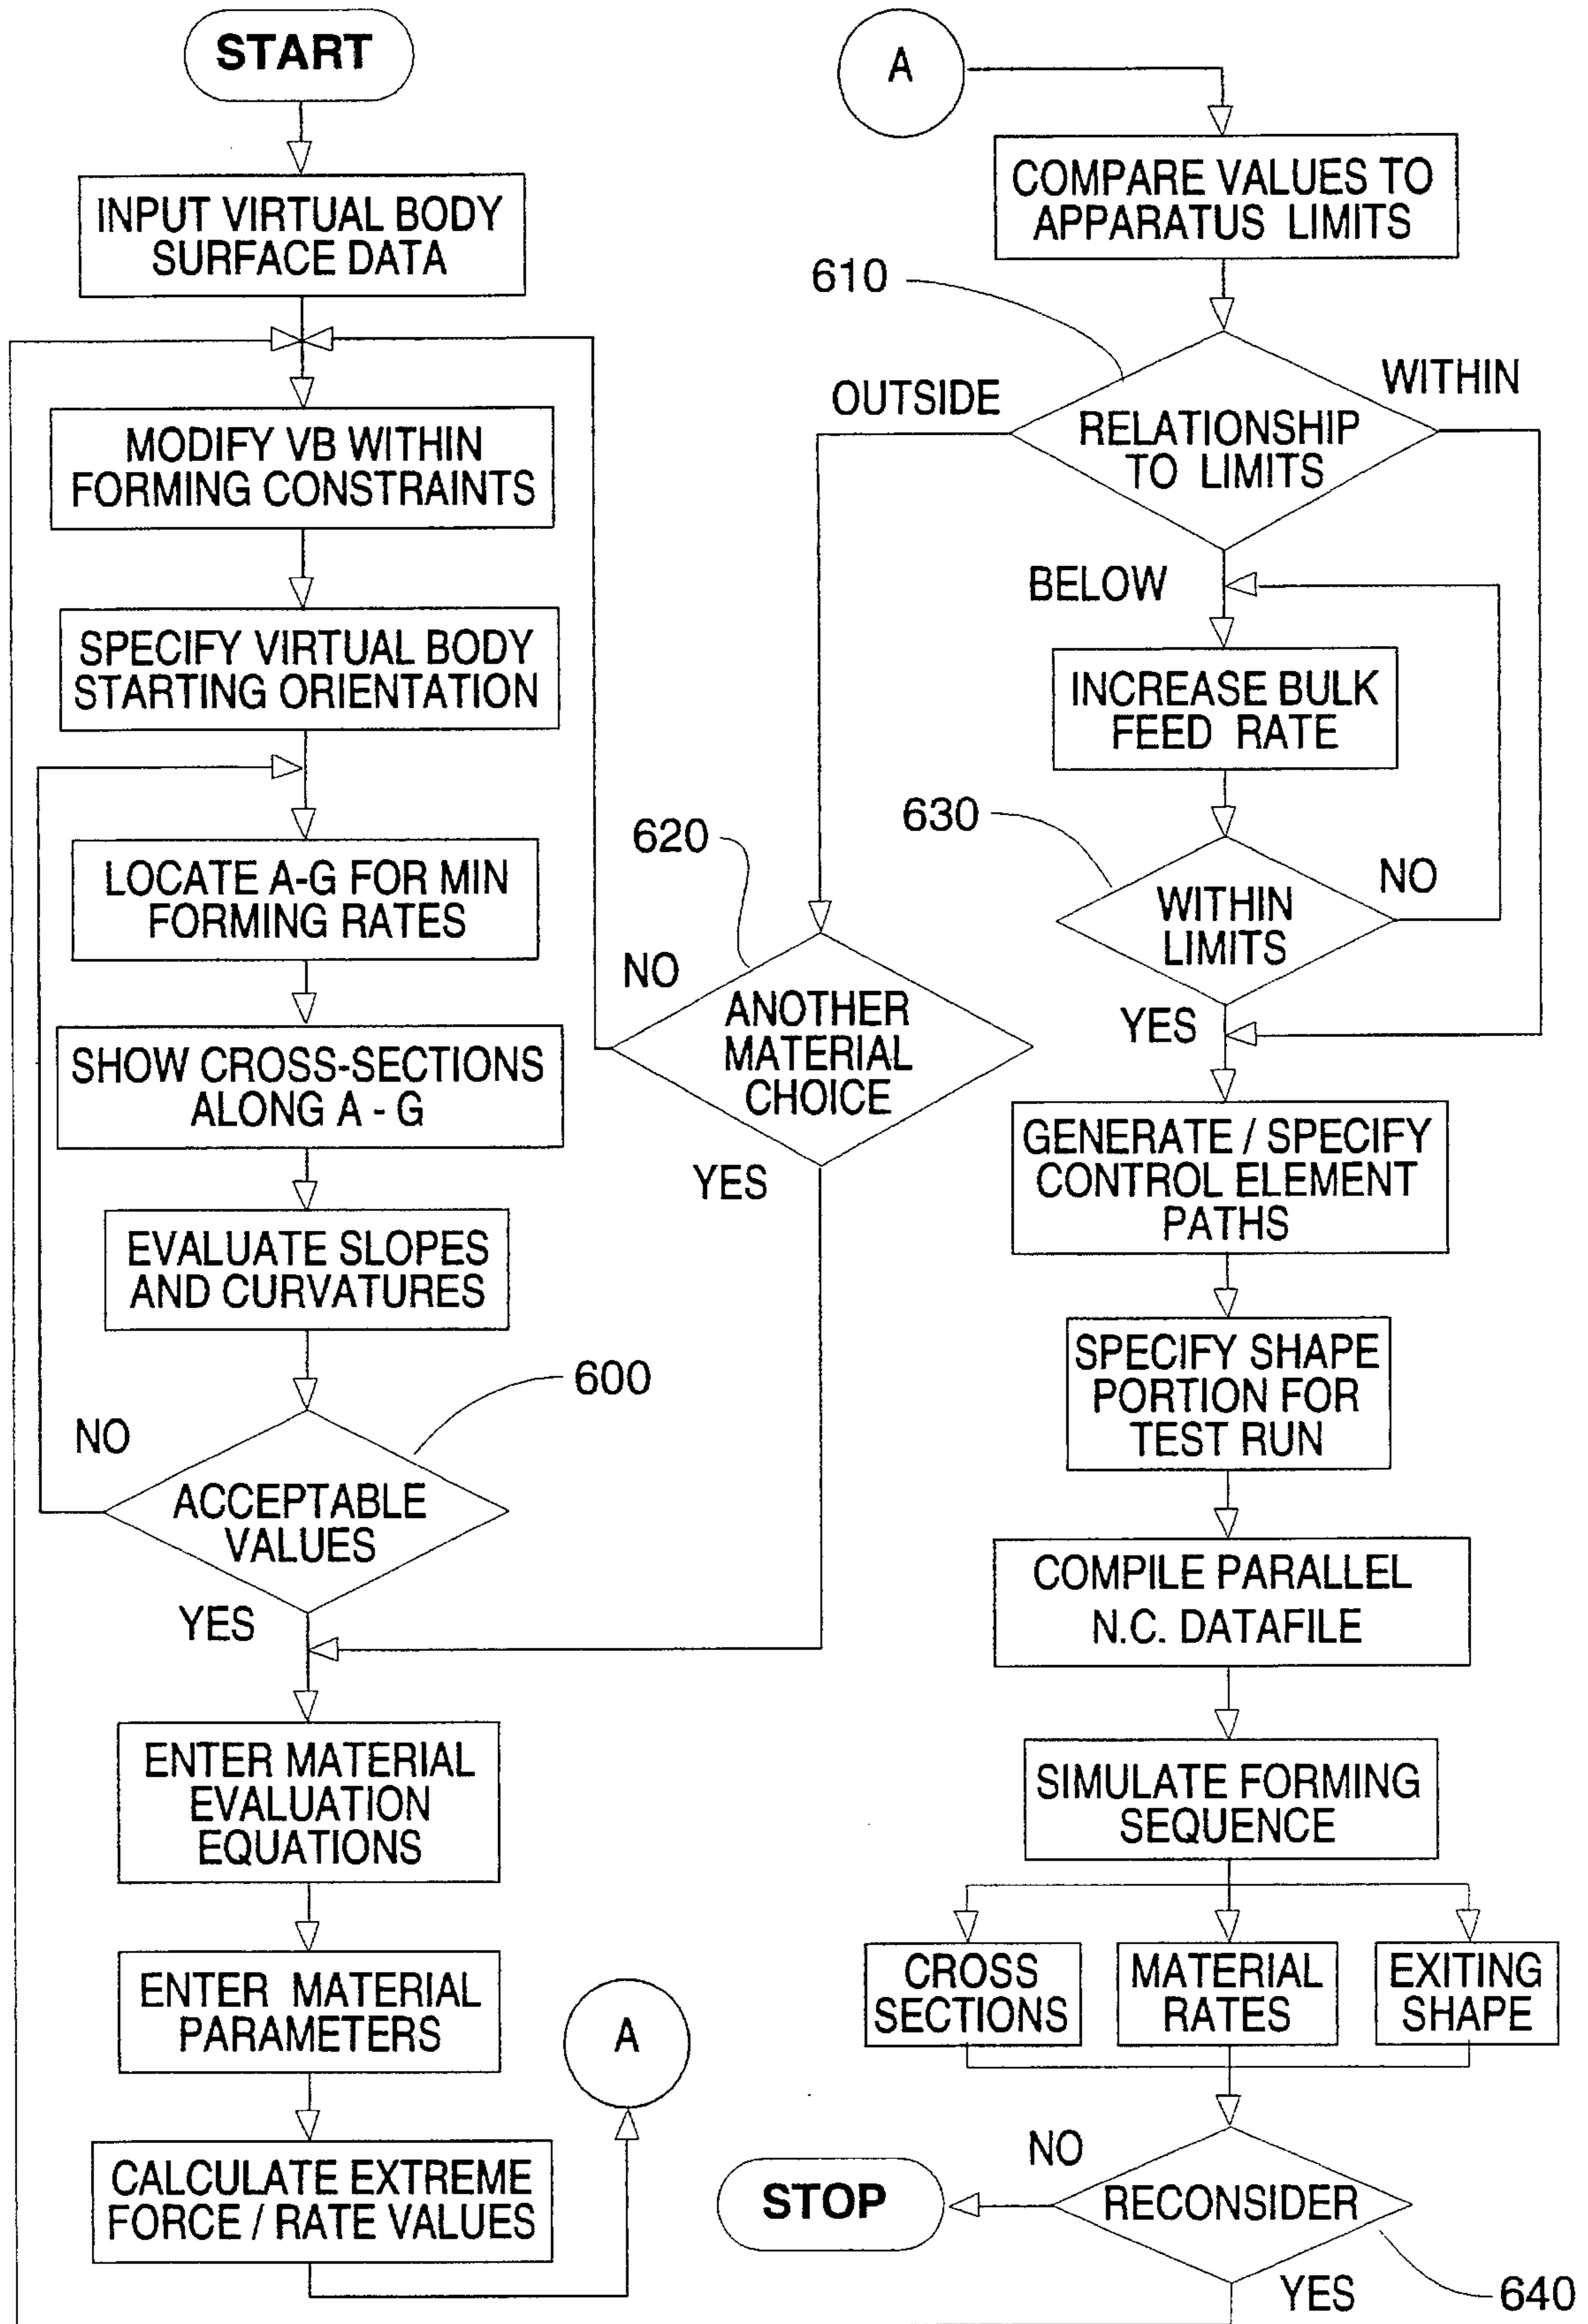 START
INPUT VIRTUAL BODY
SURFACE DATA
MODIFY VB WITHIN
FORMING CONSTRAINTS
SPECIFY VIRTUAL BODY
STARTING ORIENTATION
LOCATE A-G FOR MIN
FORMING RATES
SHOW CROSS-SECTIONS
ALONG A - G
EVALUATE SLOPES
AND CURVATURES
600
NO
ACCEPTABLE
VALUES
YES
ENTER MATERIAL
EVALUATION
EQUATIONS
ENTER MATERIAL
PARAMETERS
CALCULATE EXTREME
FORCE / RATE VALUES
A
A
COMPARE VALUES TO
APPARATUS LIMITS
610
OUTSIDE
WITHIN
RELATIONSHIP
TO LIMITS
BELOW
INCREASE BULK
FEED RATE
620
NO
ANOTHER
MATERIAL
CHOICE
YES
630
NO
WITHIN
LIMITS
YES
GENERATE / SPECIFY
CONTROL ELEMENT
PATHS
SPECIFY SHAPE
PORTION FOR
TEST RUN
COMPILE PARALLEL
N.C. DATAFILE
SIMULATE FORMING
SEQUENCE
CROSS
SECTIONS
MATERIAL
RATES
EXITING
SHAPE
NO
STOP
RECONSIDER
YES
640